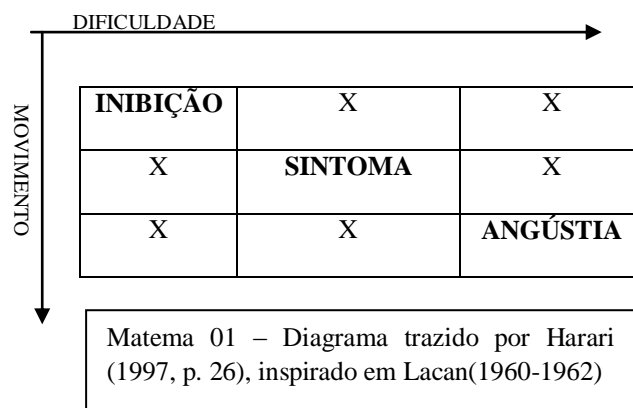 DIFICULDADE
MOVIMENTO
INIBIÇÃO X X
X SINTOMA X
X X ANGÚSTIA
Matema 01 – Diagrama trazido por Harari
(1997, p. 26), inspirado em Lacan(1960-1962)